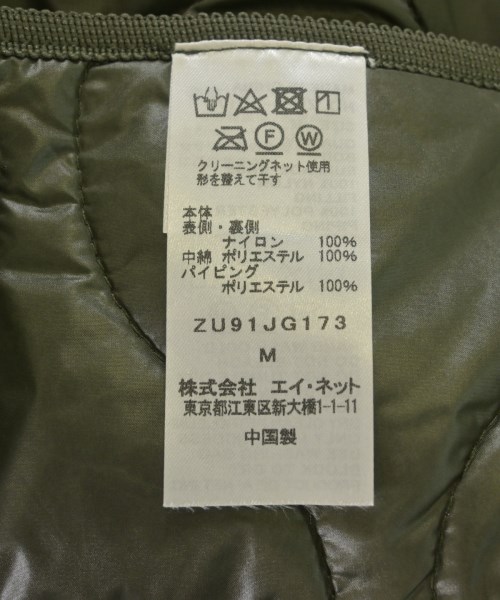 F W
クリーニングネット使用
形を整えて干す
本体
表側・裏側
ナイロン 100%
中綿 ポリエステル 100%
パイピング
ポリエステル 100%
ZU91JG173
M
株式会社 エイ・ネット
東京都江東区新大橋1-1-11
中国製